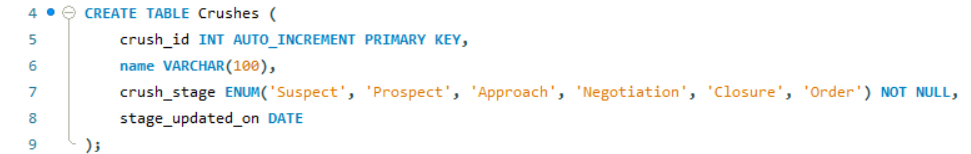 4 CREATE TABLE Crushes (
5 crush_id INT AUTO_INCREMENT PRIMARY KEY,
6 name VARCHAR(100),
7 crush_stage ENUM('Suspect', 'Prospect', 'Approach', 'Negotiation', 'Closure', 'Order') NOT NULL,
8 stage_updated_on DATE
9 );